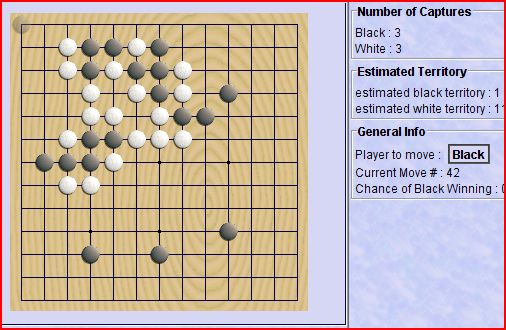 Number of Captures
Black : 3
White : 3
Estimated Territory
estimated black territory : 1
estimated white territory : 11
General Info
Player to move : Black
Current Move # : 42
Chance of Black Winning :